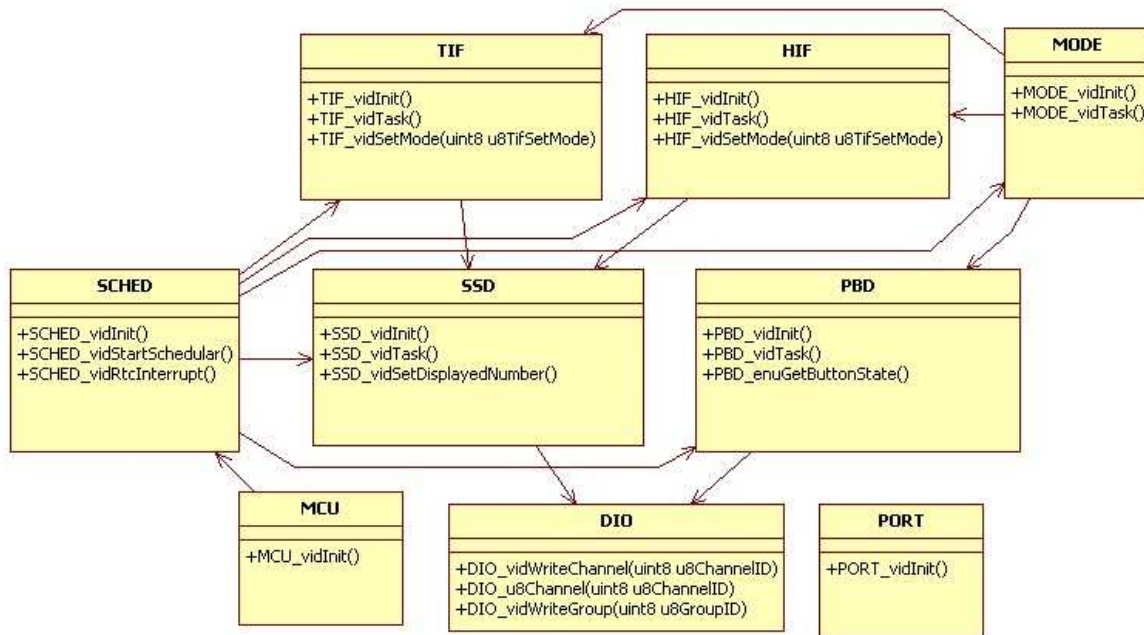 TIF
+TIF_vidInit()
+TIF_vidTask()
+TIF_vidSetMode(uint8 u8TifSetMode)
HIF
+HIF_vidInit()
+HIF_vidTask()
+HIF_vidSetMode(uint8 u8TifSetMode)
MODE
+MODE_vidInit()
+MODE_vidTask()
SCHED
+SCHED_vidInit()
+SCHED_vidStartSchedular()
+SCHED_vidRtcInterrupt()
SSD
+SSD_vidInit()
+SSD_vidTask()
+SSD_vidSetDisplayedNumber()
PBD
+PBD_vidInit()
+PBD_vidTask()
+PBD_enuGetButtonState()
MCU
+MCU_vidInit()
DIO
+DIO_vidWriteChannel(uint8 u8ChannelID)
+DIO_u8Channel(uint8 u8ChannelID)
+DIO_vidWriteGroup(uint8 u8GroupID)
PORT
+PORT_vidInit()